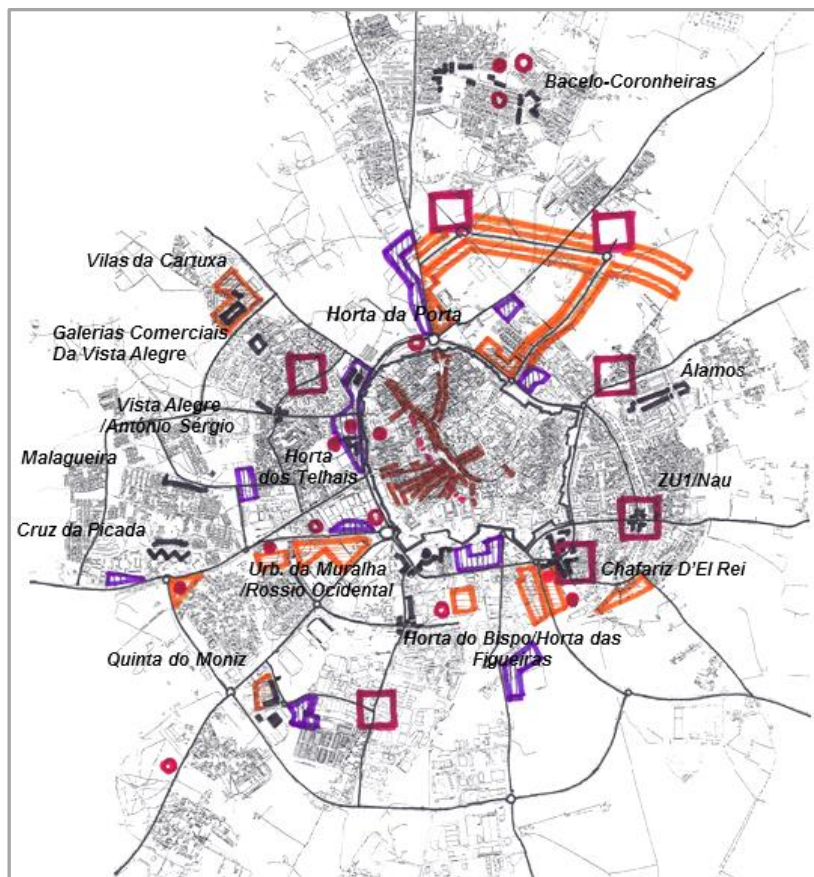 Bacelo-Coronheiras
Vilas da Cartuxa
Horta da Porta
Galerias Comerciais
Da Vista Alegre
Álamos
Vista Alegre
/António Sérgio
Malagueira
Horta
dos Telhais
ZU1/Nau
Cruz da Picada
Urb. da Muralha
/Rossio Ocidental
Chafariz D'El Rei
Horta do Bispo/Horta das
Figueiras
Quinta do Moniz